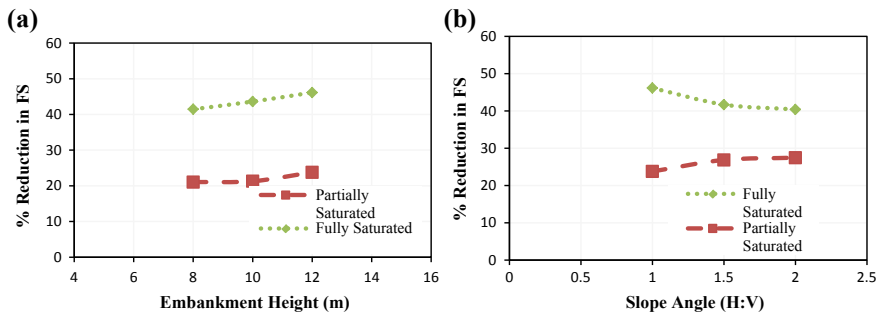 (a)
% Reduction in FS
60
50
40
30
20
10
0
Partially
Saturated
Fully Saturated
4 6 8 10 12 14 16
Embankment Height (m)
(b)
% Reduction in FS
60
50
40
30
20
10
0
Fully
Saturated
Partially
Saturated
0 0.5 1 1.5 2 2.5
Slope Angle (H:V)